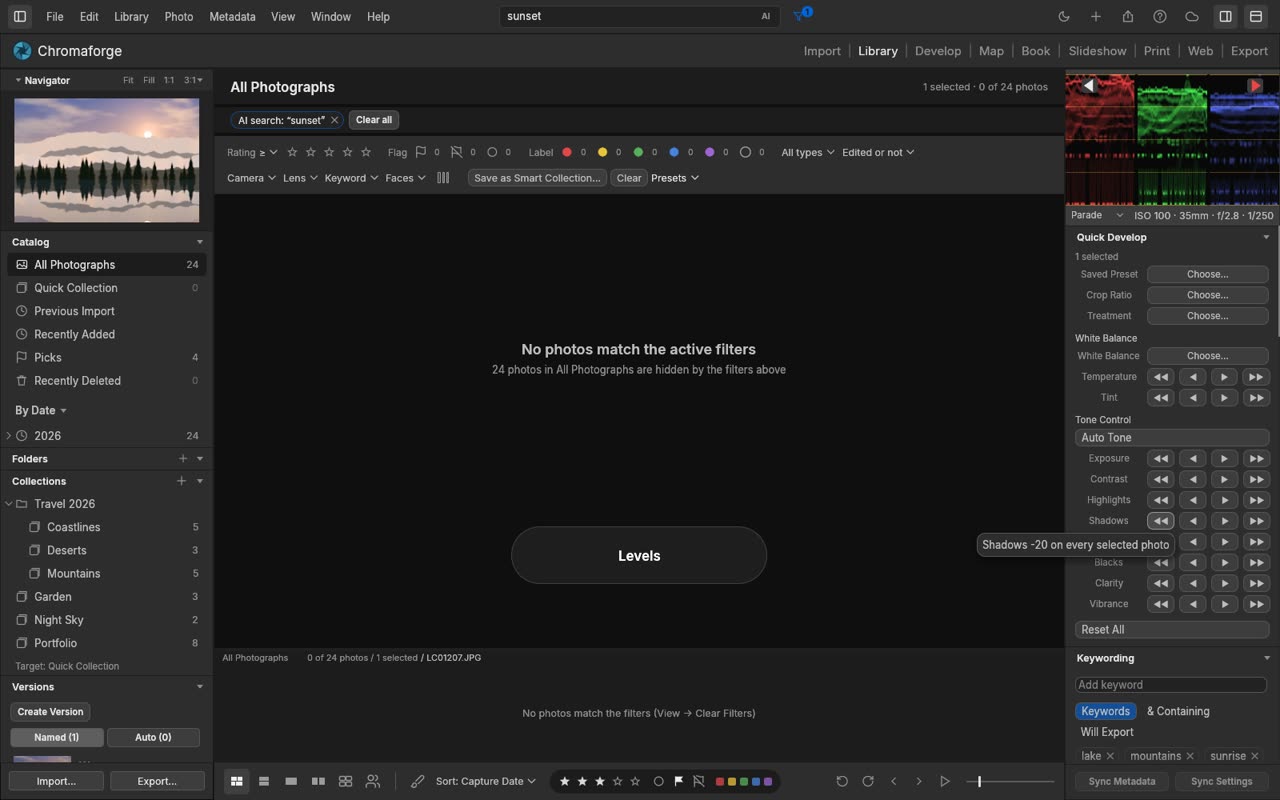 File Edit Library Photo Metadata View Window Help
sunset AI 1
Chromaforge
Import Library Develop Map Book Slideshow Print Web Export
Navigator Fit Fill 1:1 3:1
Catalog
All Photographs 24
Quick Collection 0
Previous Import
Recently Added
Picks 4
Recently Deleted 0
By Date
2026 24
Folders
Collections
Travel 2026
Coastlines 5
Deserts 3
Mountains 5
Garden 3
Night Sky 2
Portfolio 8
Target: Quick Collection
Versions
Create Version
Named (1) Auto (0)
Import... Export...
All Photographs 1 selected · 0 of 24 photos
AI search: “sunset” Clear all
Rating ≥ Flag 0 0 0 Label 0 0 0 0 0 0 All types Edited or not
Camera Lens Keyword Faces Save as Smart Collection... Clear Presets
No photos match the active filters
24 photos in All Photographs are hidden by the filters above
Levels
All Photographs 0 of 24 photos / 1 selected / LC01207.JPG
No photos match the filters (View → Clear Filters)
Sort: Capture Date
Parade ISO 100 · 35mm · f/2.8 · 1/250
Quick Develop
1 selected
Saved Preset Choose...
Crop Ratio Choose...
Treatment Choose...
White Balance
White Balance Choose...
Temperature
Tint
Tone Control
Auto Tone
Exposure
Contrast
Highlights
Shadows
Shadows -20 on every selected photo
Blacks
Clarity
Vibrance
Reset All
Keywording
Add keyword
Keywords & Containing
Will Export
lake mountains sunrise
Sync Metadata Sync Settings